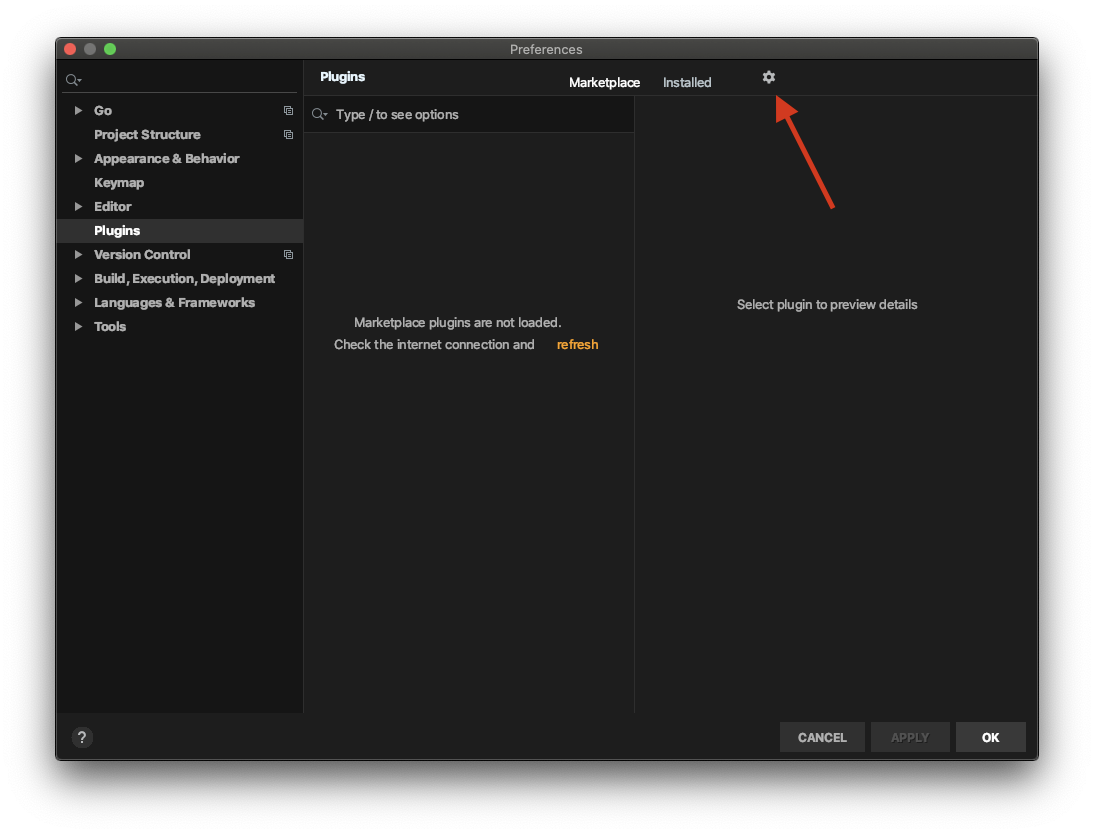 Preferences
Plugins
Marketplace Installed
Go
Project Structure
Appearance & Behavior
Keymap
Editor
Plugins
Version Control
Build, Execution, Deployment
Languages & Frameworks
Tools
Type / to see options
Marketplace plugins are not loaded.
Check the internet connection and refresh
Select plugin to preview details
?
CANCEL APPLY OK